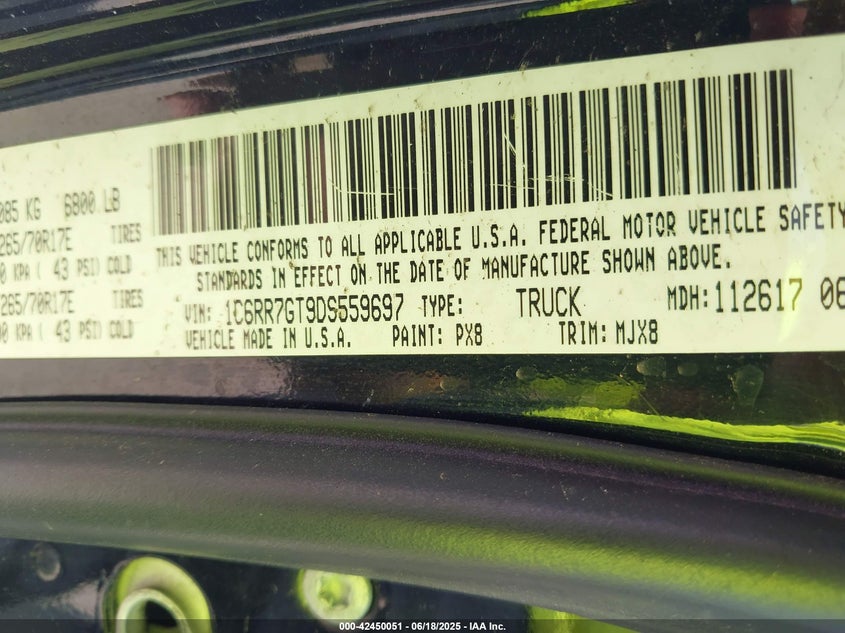 085 KG 6800 LB
265/70R17E TIRES
0 KPA ( 43 PSI) COLD
265/70R17E TIRES
00 KPA ( 43 PSI) COLD
THIS VEHICLE CONFORMS TO ALL APPLICABLE U.S.A. FEDERAL MOTOR VEHICLE SAFETY
STANDARDS IN EFFECT ON THE DATE OF MANUFACTURE SHOWN ABOVE.
VIN: 1C6RR7GT9DS559697 TYPE: TRUCK MDH:112617 06
VEHICLE MADE IN U.S.A. PAINT: PX8 TRIM: MJX8
000-42450051 - 06/18/2025 - IAA Inc.